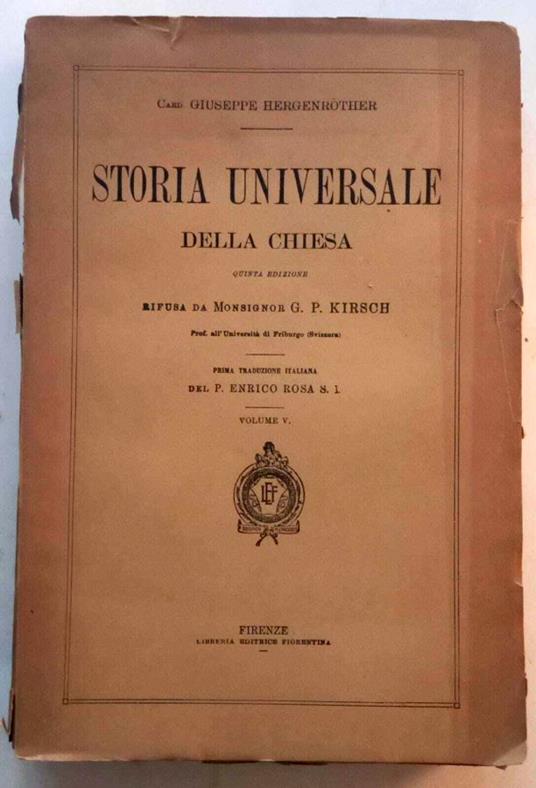 Card. GIUSEPPE HERGENRÖTHER
STORIA UNIVERSALE
DELLA CHIESA
QUINTA EDIZIONE
RIFUSA DA MONSIGNOR G. P. KIRSCH
Prof. all'Università di Friburgo (Svizzera)
PRIMA TRADUZIONE ITALIANA
DEL P. ENRICO ROSA S. I.
VOLUME V.
LEF
FIRENZE
LIBRERIA EDITRICE FIORENTINA